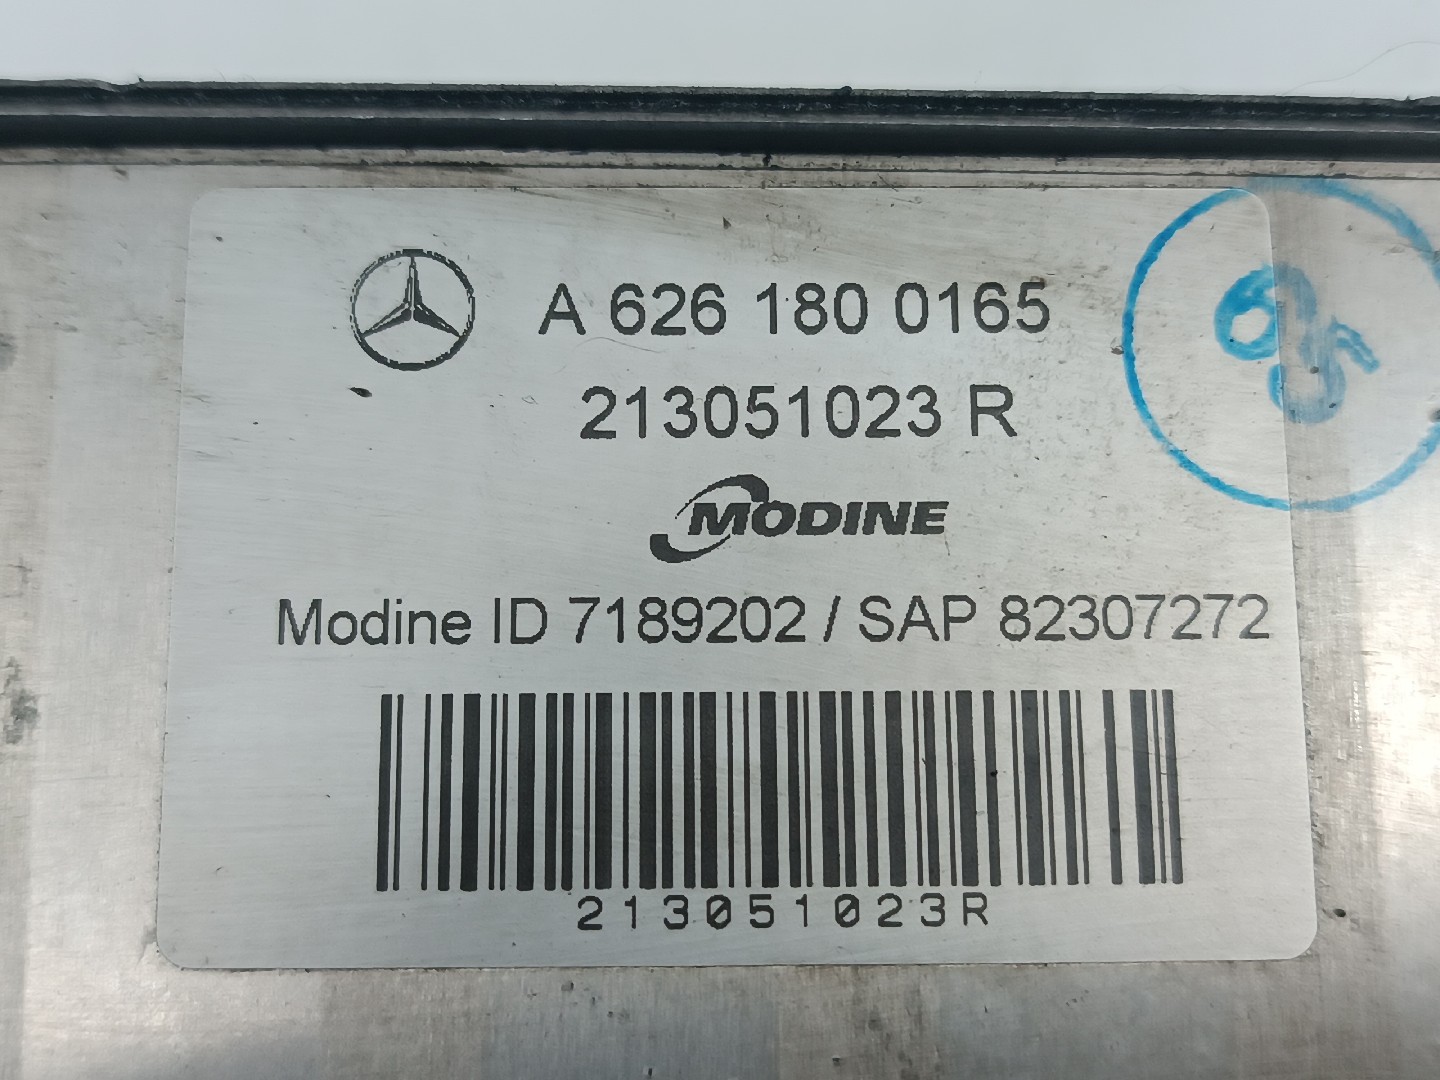 A 626 180 0165
213051023 R
MODINE
Modine ID 7189202 / SAP 82307272
213051023R